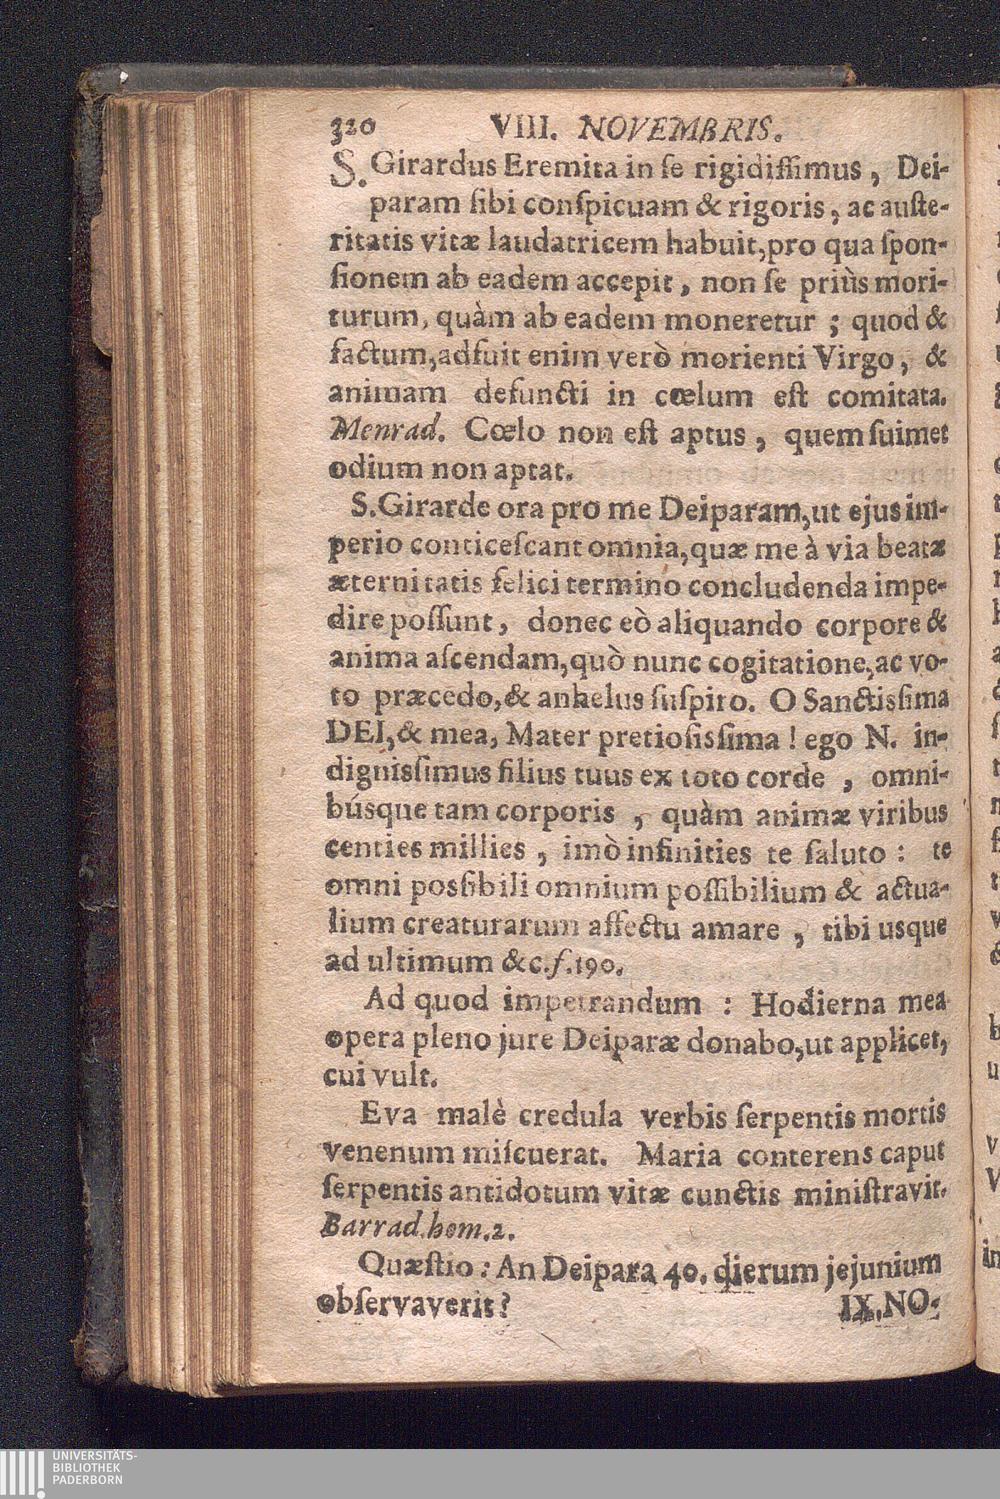 320 VIII. NOVEMBRIS.
S. Girardus Eremita in ſe rigidiſſimus, Dei-
param ſibi conſpicuam & rigoris, ac auſte-
ritatis vitæ laudatricem habuit, pro qua ſpon-
ſionem ab eadem accepit, non ſe priùs mori-
turum, quàm ab eadem moneretur; quod &
factum, adfuit enim verò morienti Virgo, &
animam defuncti in cœlum eſt comitata.
Menrad. Cœlo non eſt aptus, quem ſuimet
odium non aptat.
S. Girarde ora pro me Deiparam, ut ejus im-
perio conticeſcant omnia, quæ me à via beatæ
æternitatis felici termino concludenda impe-
dire poſſunt, donec eò aliquando corpore &
anima aſcendam, quò nunc cogitatione, ac vo-
to præcedo, & anhelus ſuſpiro. O Sanctisſima
DEI, & mea, Mater pretioſisſima! ego N. in-
digniſſimus filius tuus ex toto corde, omni-
búsque tam corporis, quàm animæ viribus
centies millies, imò infinities te ſaluto: te
omni posſibili omnium poſſibilium & actua-
lium creaturarum affectu amare, tibi usque
ad ultimum &c. f. 190.
Ad quod impetrandum: Hodierna mea
opera pleno jure Deiparæ donabo, ut applicet,
cui vult.
Eva malè credula verbis ſerpentis mortis
venenum miſcuerat. Maria conterens caput
ſerpentis antidotum vitæ cunctis miniſtravit.
Barrad. hom. 2.
Quæſtio: An Deipara 40. dierum jejunium
obſervaverit? IX. NO-
UNIVERSITÄTS-
BIBLIOTHEK
PADERBORN